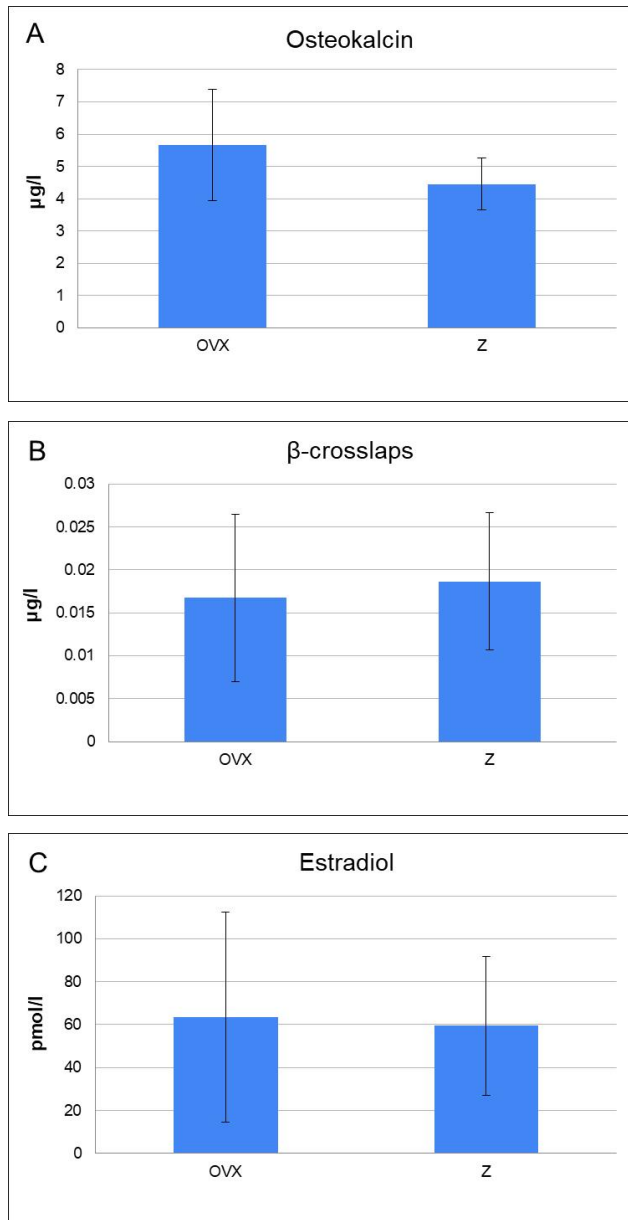 A
Osteokalcin
8
7
6
5
4
3
2
1
0
µg/l
OVX Z
B
β-crosslaps
0.03
0.025
0.02
0.015
0.01
0.005
0
µg/l
OVX Z
C
Estradiol
120
100
80
60
40
20
0
pmol/l
OVX Z